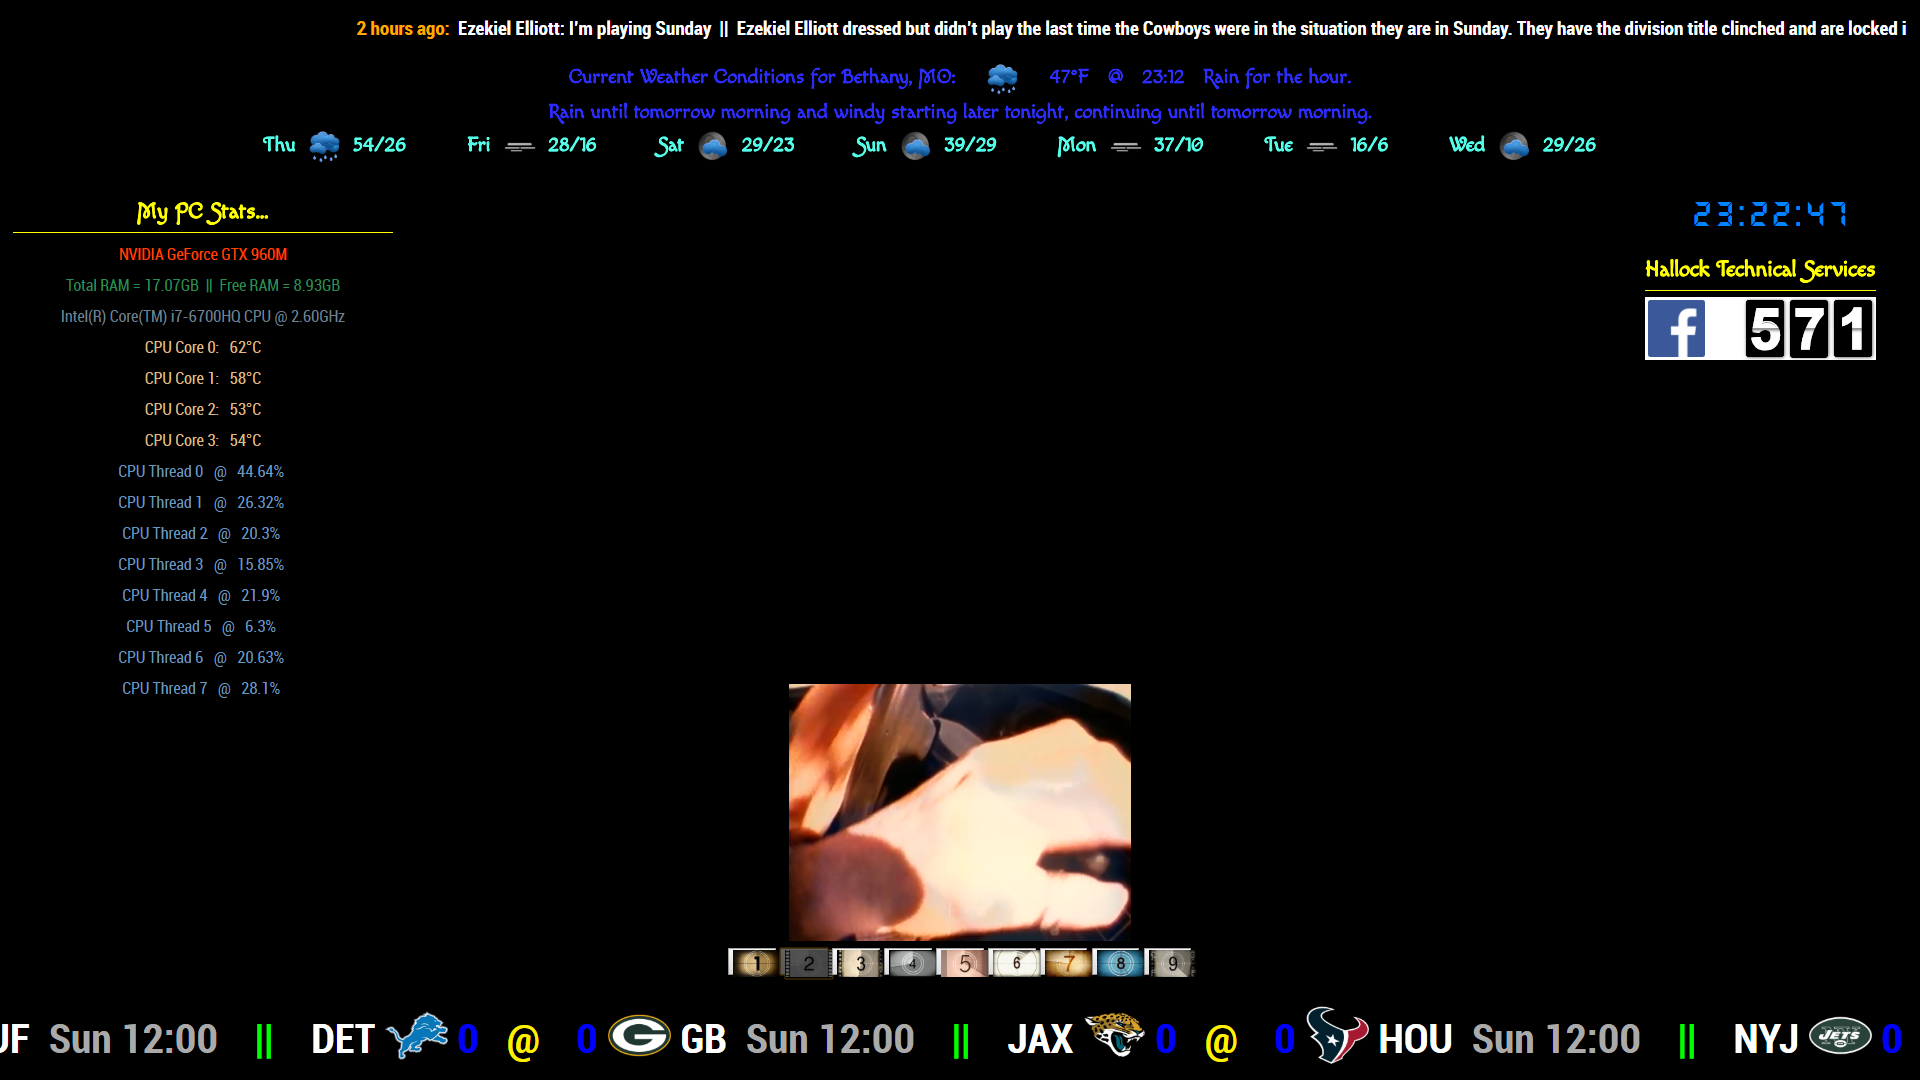 2 hours ago: Ezekiel Elliott: I'm playing Sunday || Ezekiel Elliott dressed but didn't play the last time the Cowboys were in the situation they are in Sunday. They have the division title clinched and are locked i
Current Weather Conditions for Bethany, MO: 47°F @ 23:12 Rain for the hour.
Rain until tomorrow morning and windy starting later tonight, continuing until tomorrow morning.
Thu 54/26 Fri 28/16 Sat 29/23 Sun 39/29 Mon 37/10 Tue 16/6 Wed 29/26
My PC Stats...
NVIDIA GeForce GTX 960M
Total RAM = 17.07GB || Free RAM = 8.93GB
Intel(R) Core(TM) i7-6700HQ CPU @ 2.60GHz
CPU Core 0: 62°C
CPU Core 1: 58°C
CPU Core 2: 53°C
CPU Core 3: 54°C
CPU Thread 0 @ 44.64%
CPU Thread 1 @ 26.32%
CPU Thread 2 @ 20.3%
CPU Thread 3 @ 15.85%
CPU Thread 4 @ 21.9%
CPU Thread 5 @ 6.3%
CPU Thread 6 @ 20.63%
CPU Thread 7 @ 28.1%
23:22:47
Hallock Technical Services
f 571
1 2 3 4 5 6 7 8 9
UF Sun 12:00 || DET 0 @ 0 G GB Sun 12:00 || JAX 0 @ 0 HOU Sun 12:00 || NYJ JETS 0